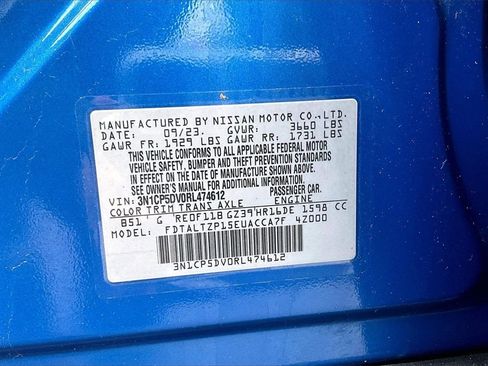 MANUFACTURED BY NISSAN MOTOR CO.,LTD.
DATE: 09/23. GVWR: 3660 LBS
GAWR FR: 1929 LBS GAWR RR: 1731 LBS
THIS VEHICLE CONFORMS TO ALL APPLICABLE FEDERAL MOTOR
VEHICLE SAFETY, BUMPER AND THEFT PREVENTION STANDARDS
IN EFFECT ON THE DATE OF MANUFACTURE SHOWN ABOVE.
SEE OWNER'S MANUAL FOR ADDITIONAL INFORMATION.
VIN: 3N1CP5DV0RL474612 PASSENGER CAR.
COLOR TRIM TRANS AXLE ENGINE
B51 G RE0F11B GZ39 HR16DE 1598 CC
MODEL: FDTALTZP15EUACCA7F 4Z000
3N1CP5DV0RL474612